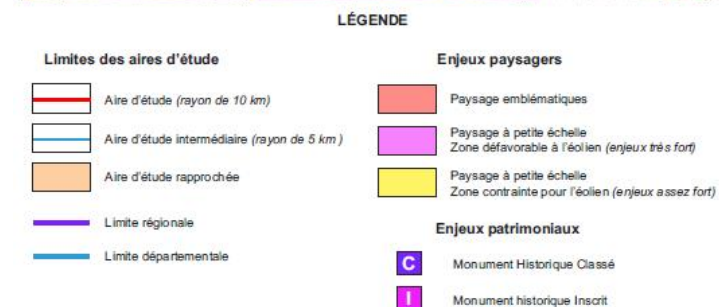 LÉGENDE
Limites des aires d'étude
Aire d'étude (rayon de 10 km)
Aire d'étude intermédiaire (rayon de 5 km )
Aire d'étude rapprochée
Limite régionale
Limite départementale
Enjeux paysagers
Paysage emblématiques
Paysage à petite échelle
Zone défavorable à l'éolien (enjeux très fort)
Paysage à petite échelle
Zone contrainte pour l'éolien (enjeux assez fort)
Enjeux patrimoniaux
C Monument Historique Classé
I Monument historique Inscrit